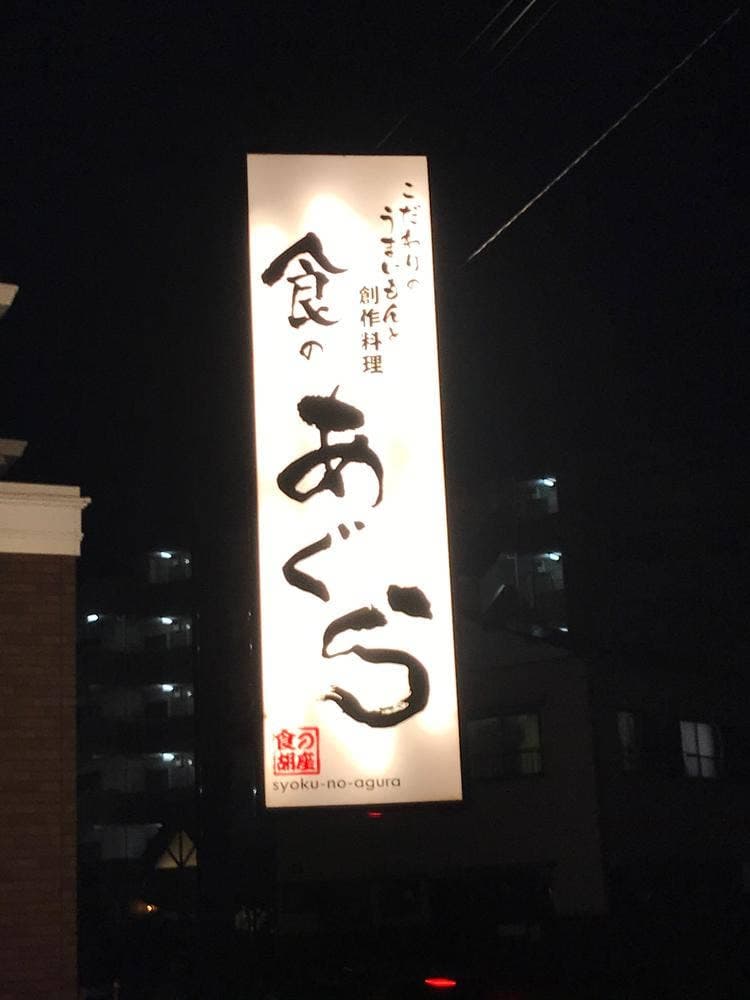 こだわりの
うまいもんと
創作料理
食の
あぐら
食の
胡座
syoku-no-agura